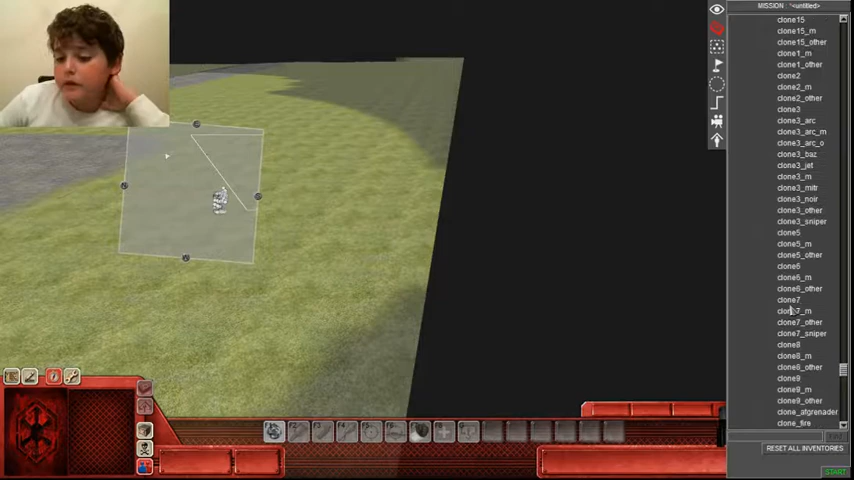 MISSION : *<untitled>
clone15
clone15_m
clone15_other
clone1_m
clone1_other
clone2
clone2_m
clone2_other
clone3
clone3_arc
clone3_arc_m
clone3_arc_o
clone3_baz
clone3_jet
clone3_m
clone3_mitr
clone3_noir
clone3_other
clone3_sniper
clone5
clone5_m
clone5_other
clone6
clone6_m
clone6_other
clone7
clone7_m
clone7_other
clone7_sniper
clone8
clone8_m
clone8_other
clone9
clone9_m
clone9_other
clone_afgrenader
clone_fire
RESET ALL INVENTORIES
START